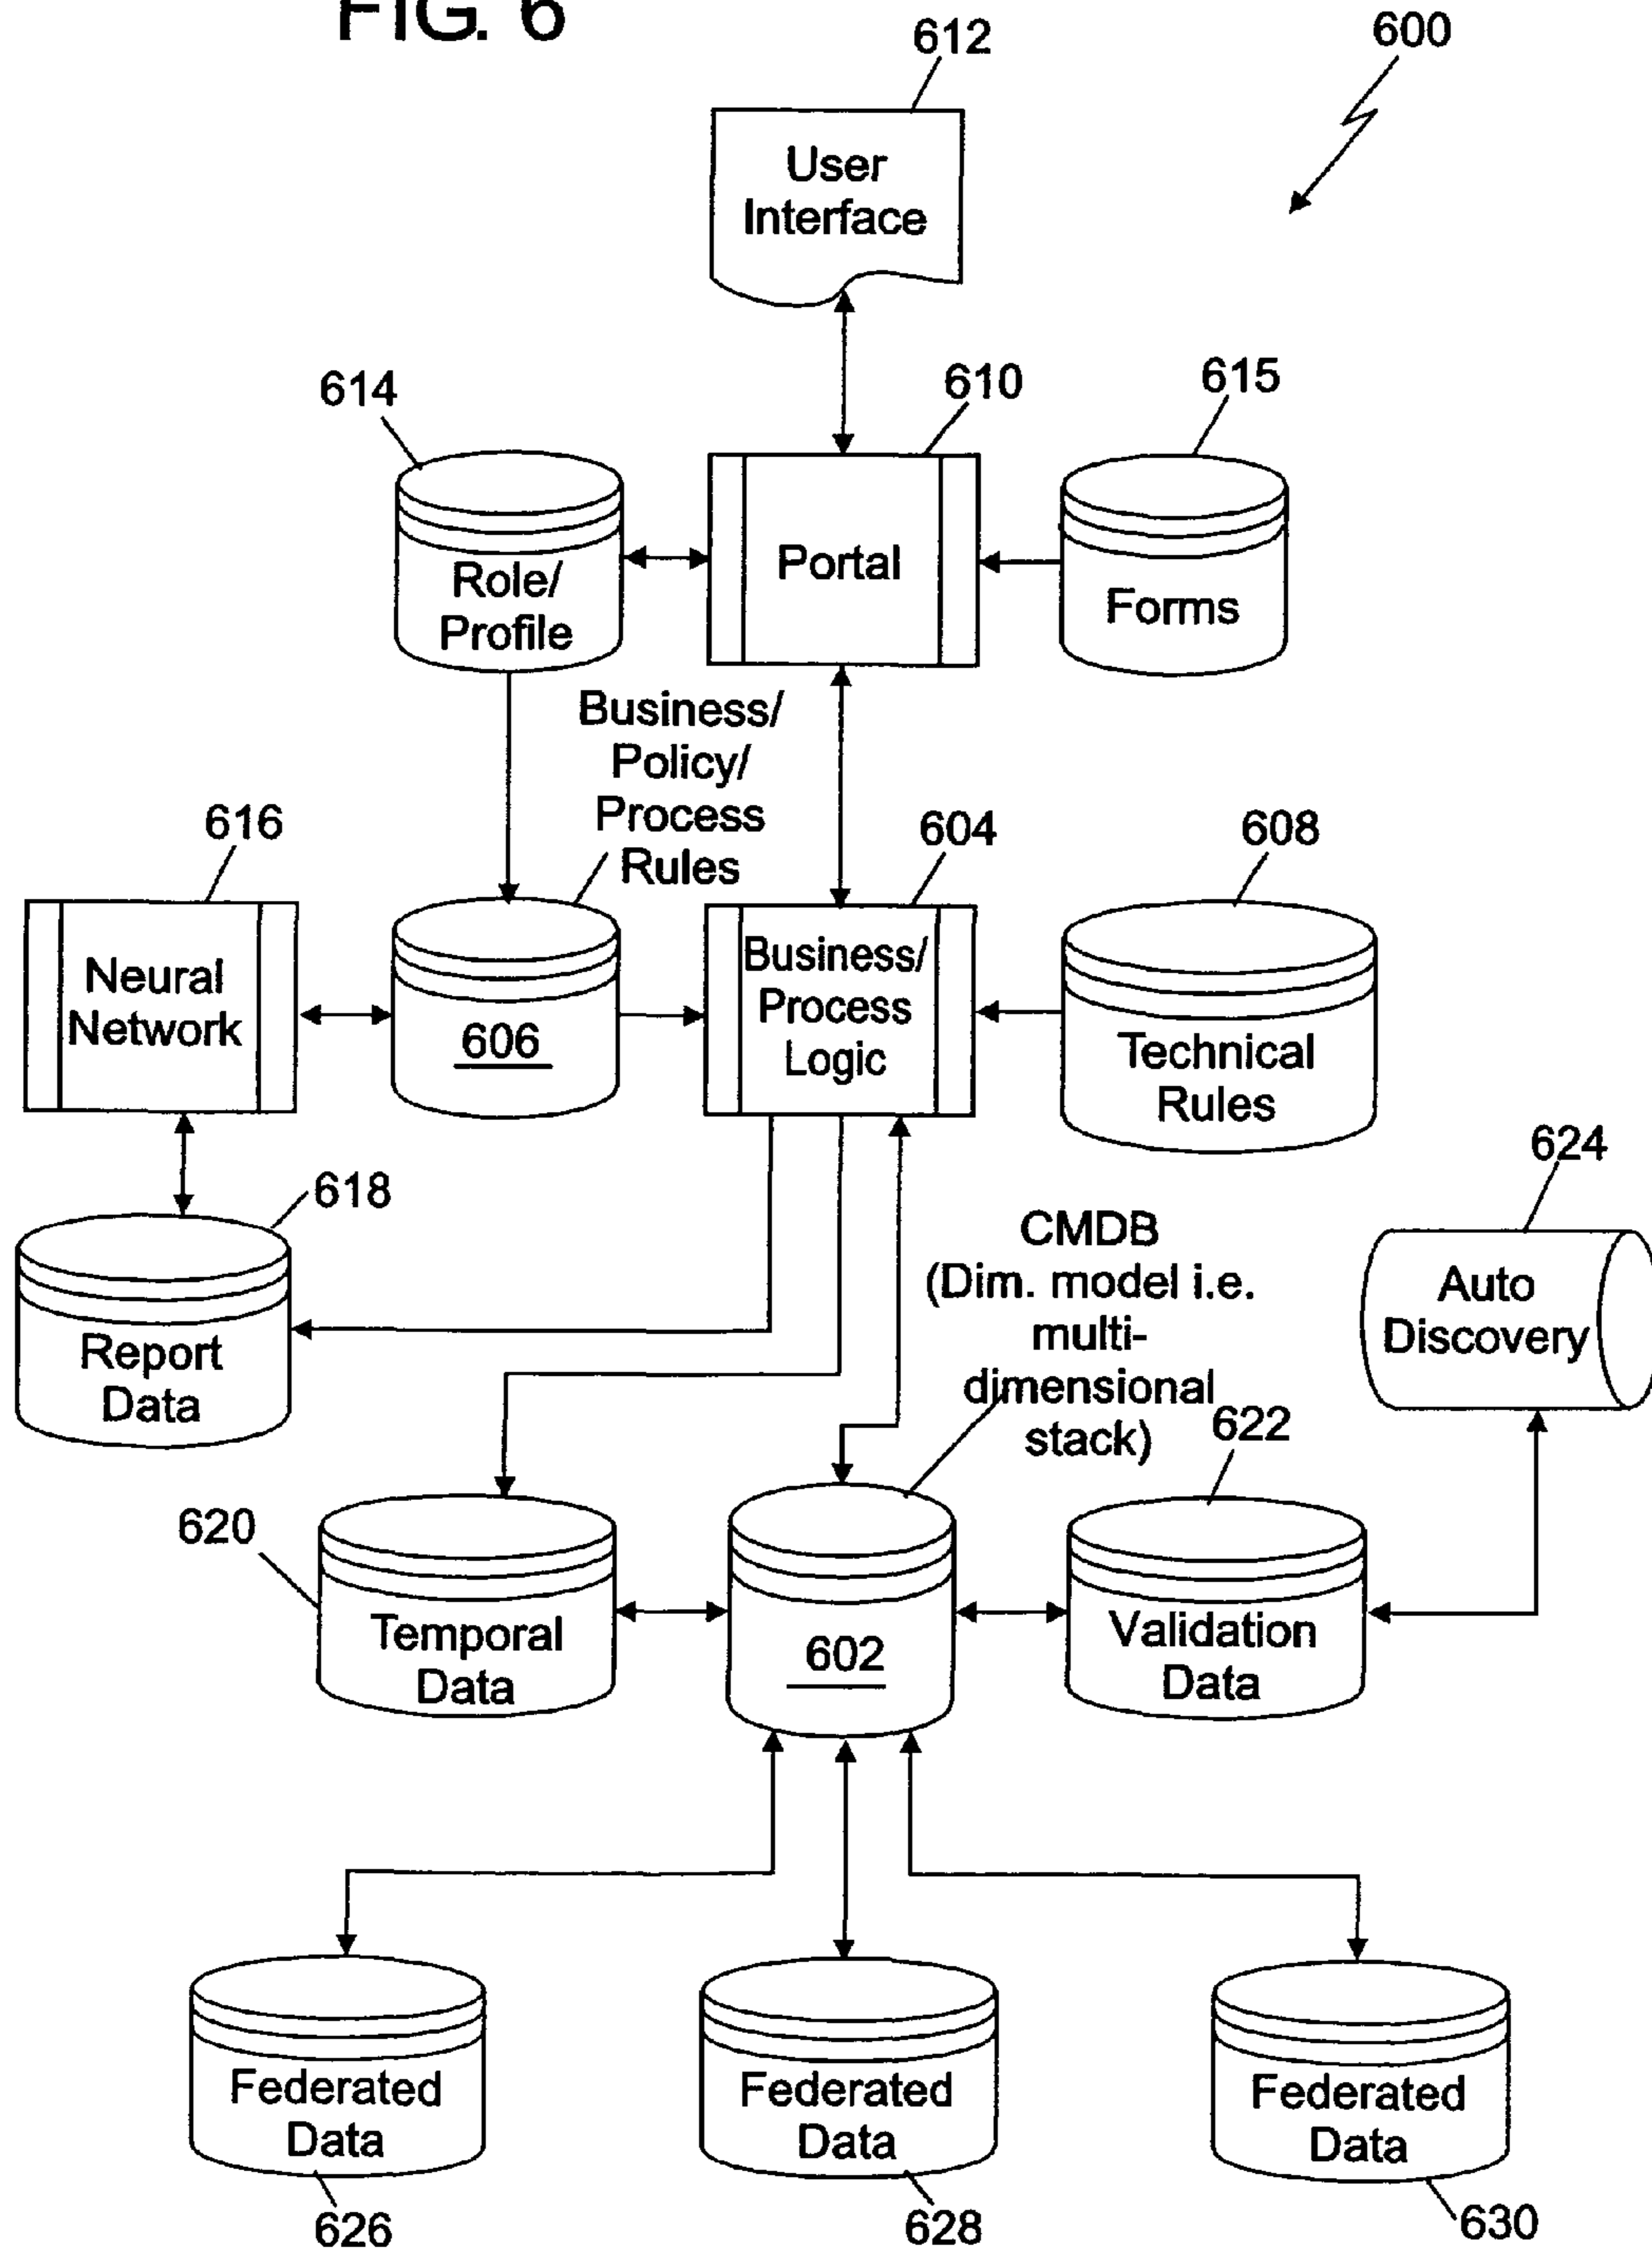 FIG. 6
612
600
User
Interface
614
610
615
Role/
Profile
Portal
Forms
Business/
Policy/
Process
Rules
616
604
608
Neural
Network
606
Business/
Process
Logic
Technical
Rules
618
Report
Data
CMDB
(Dim. model i.e.
multi-
dimensional
stack)
624
Auto
Discovery
622
620
Temporal
Data
602
Validation
Data
Federated
Data
Federated
Data
Federated
Data
626
628
630